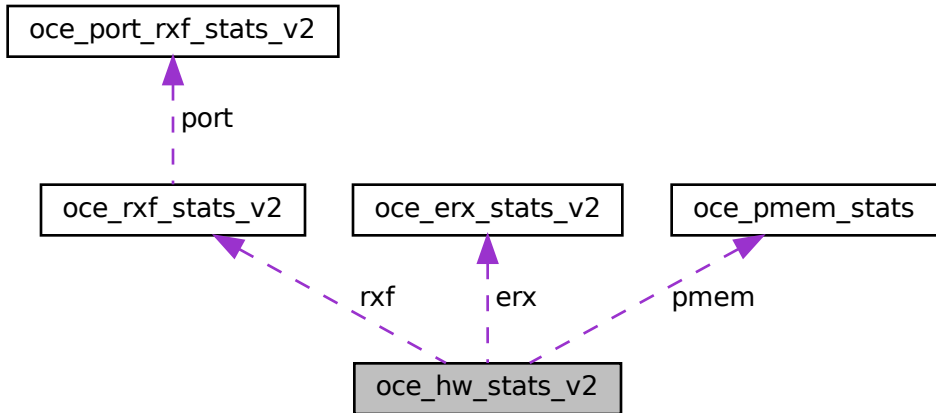 oce_port_rxf_stats_v2
port
oce_rxf_stats_v2
oce_erx_stats_v2
oce_pmem_stats
rxf
erx
pmem
oce_hw_stats_v2